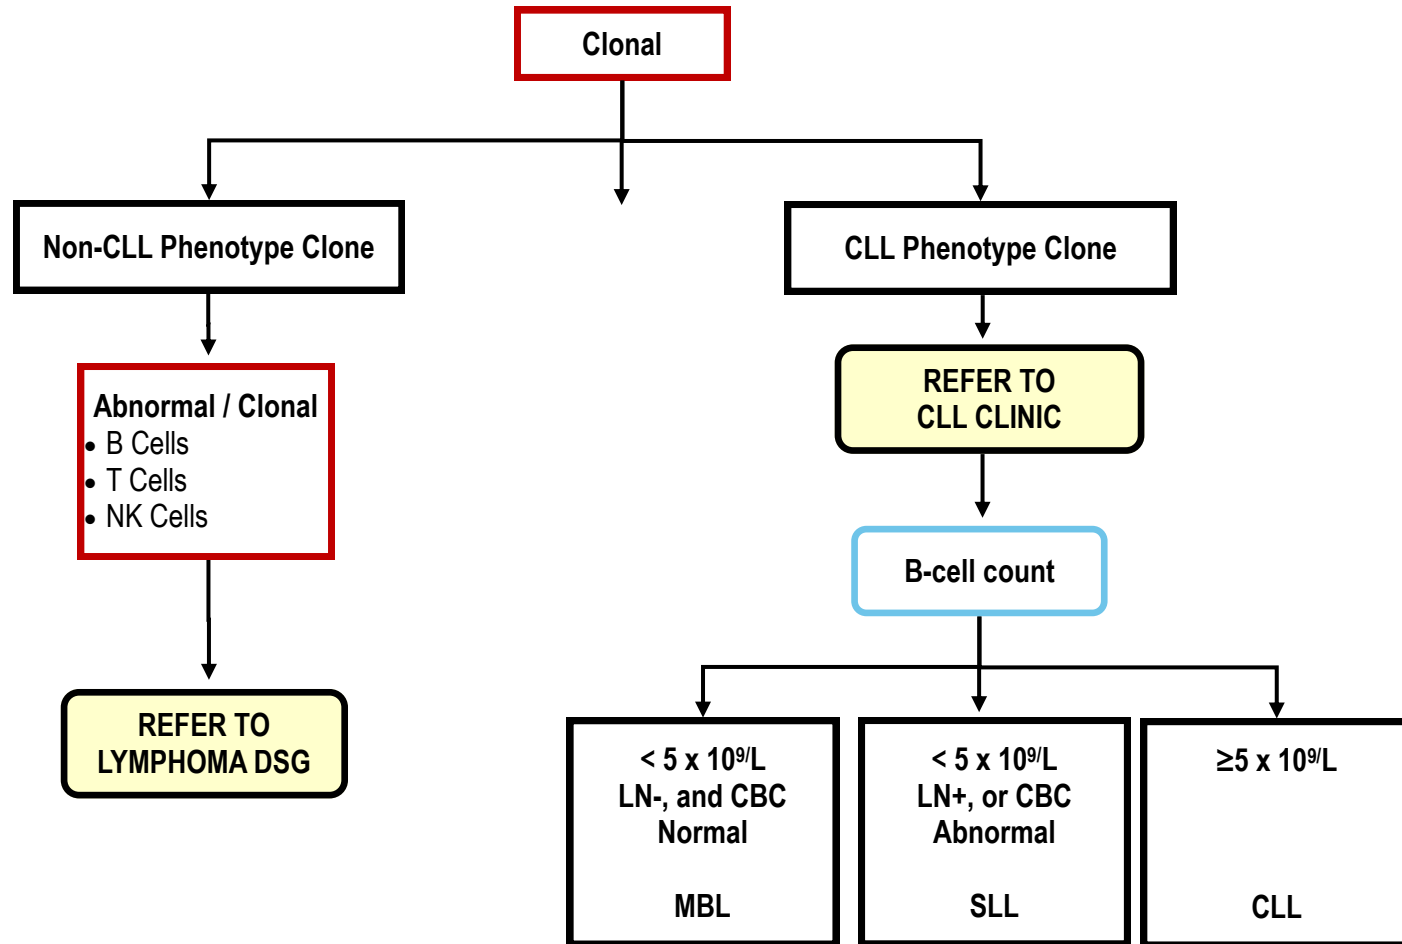 Clonal
Non-CLL Phenotype Clone
CLL Phenotype Clone
Abnormal / Clonal
• B Cells
• T Cells
• NK Cells
REFER TO
LYMPHOMA DSG
REFER TO
CLL CLINIC
B-cell count
< 5 x 10⁹/L
LN-, and CBC
Normal
MBL
< 5 x 10⁹/L
LN+, or CBC
Abnormal
SLL
≥5 x 10⁹/L
CLL